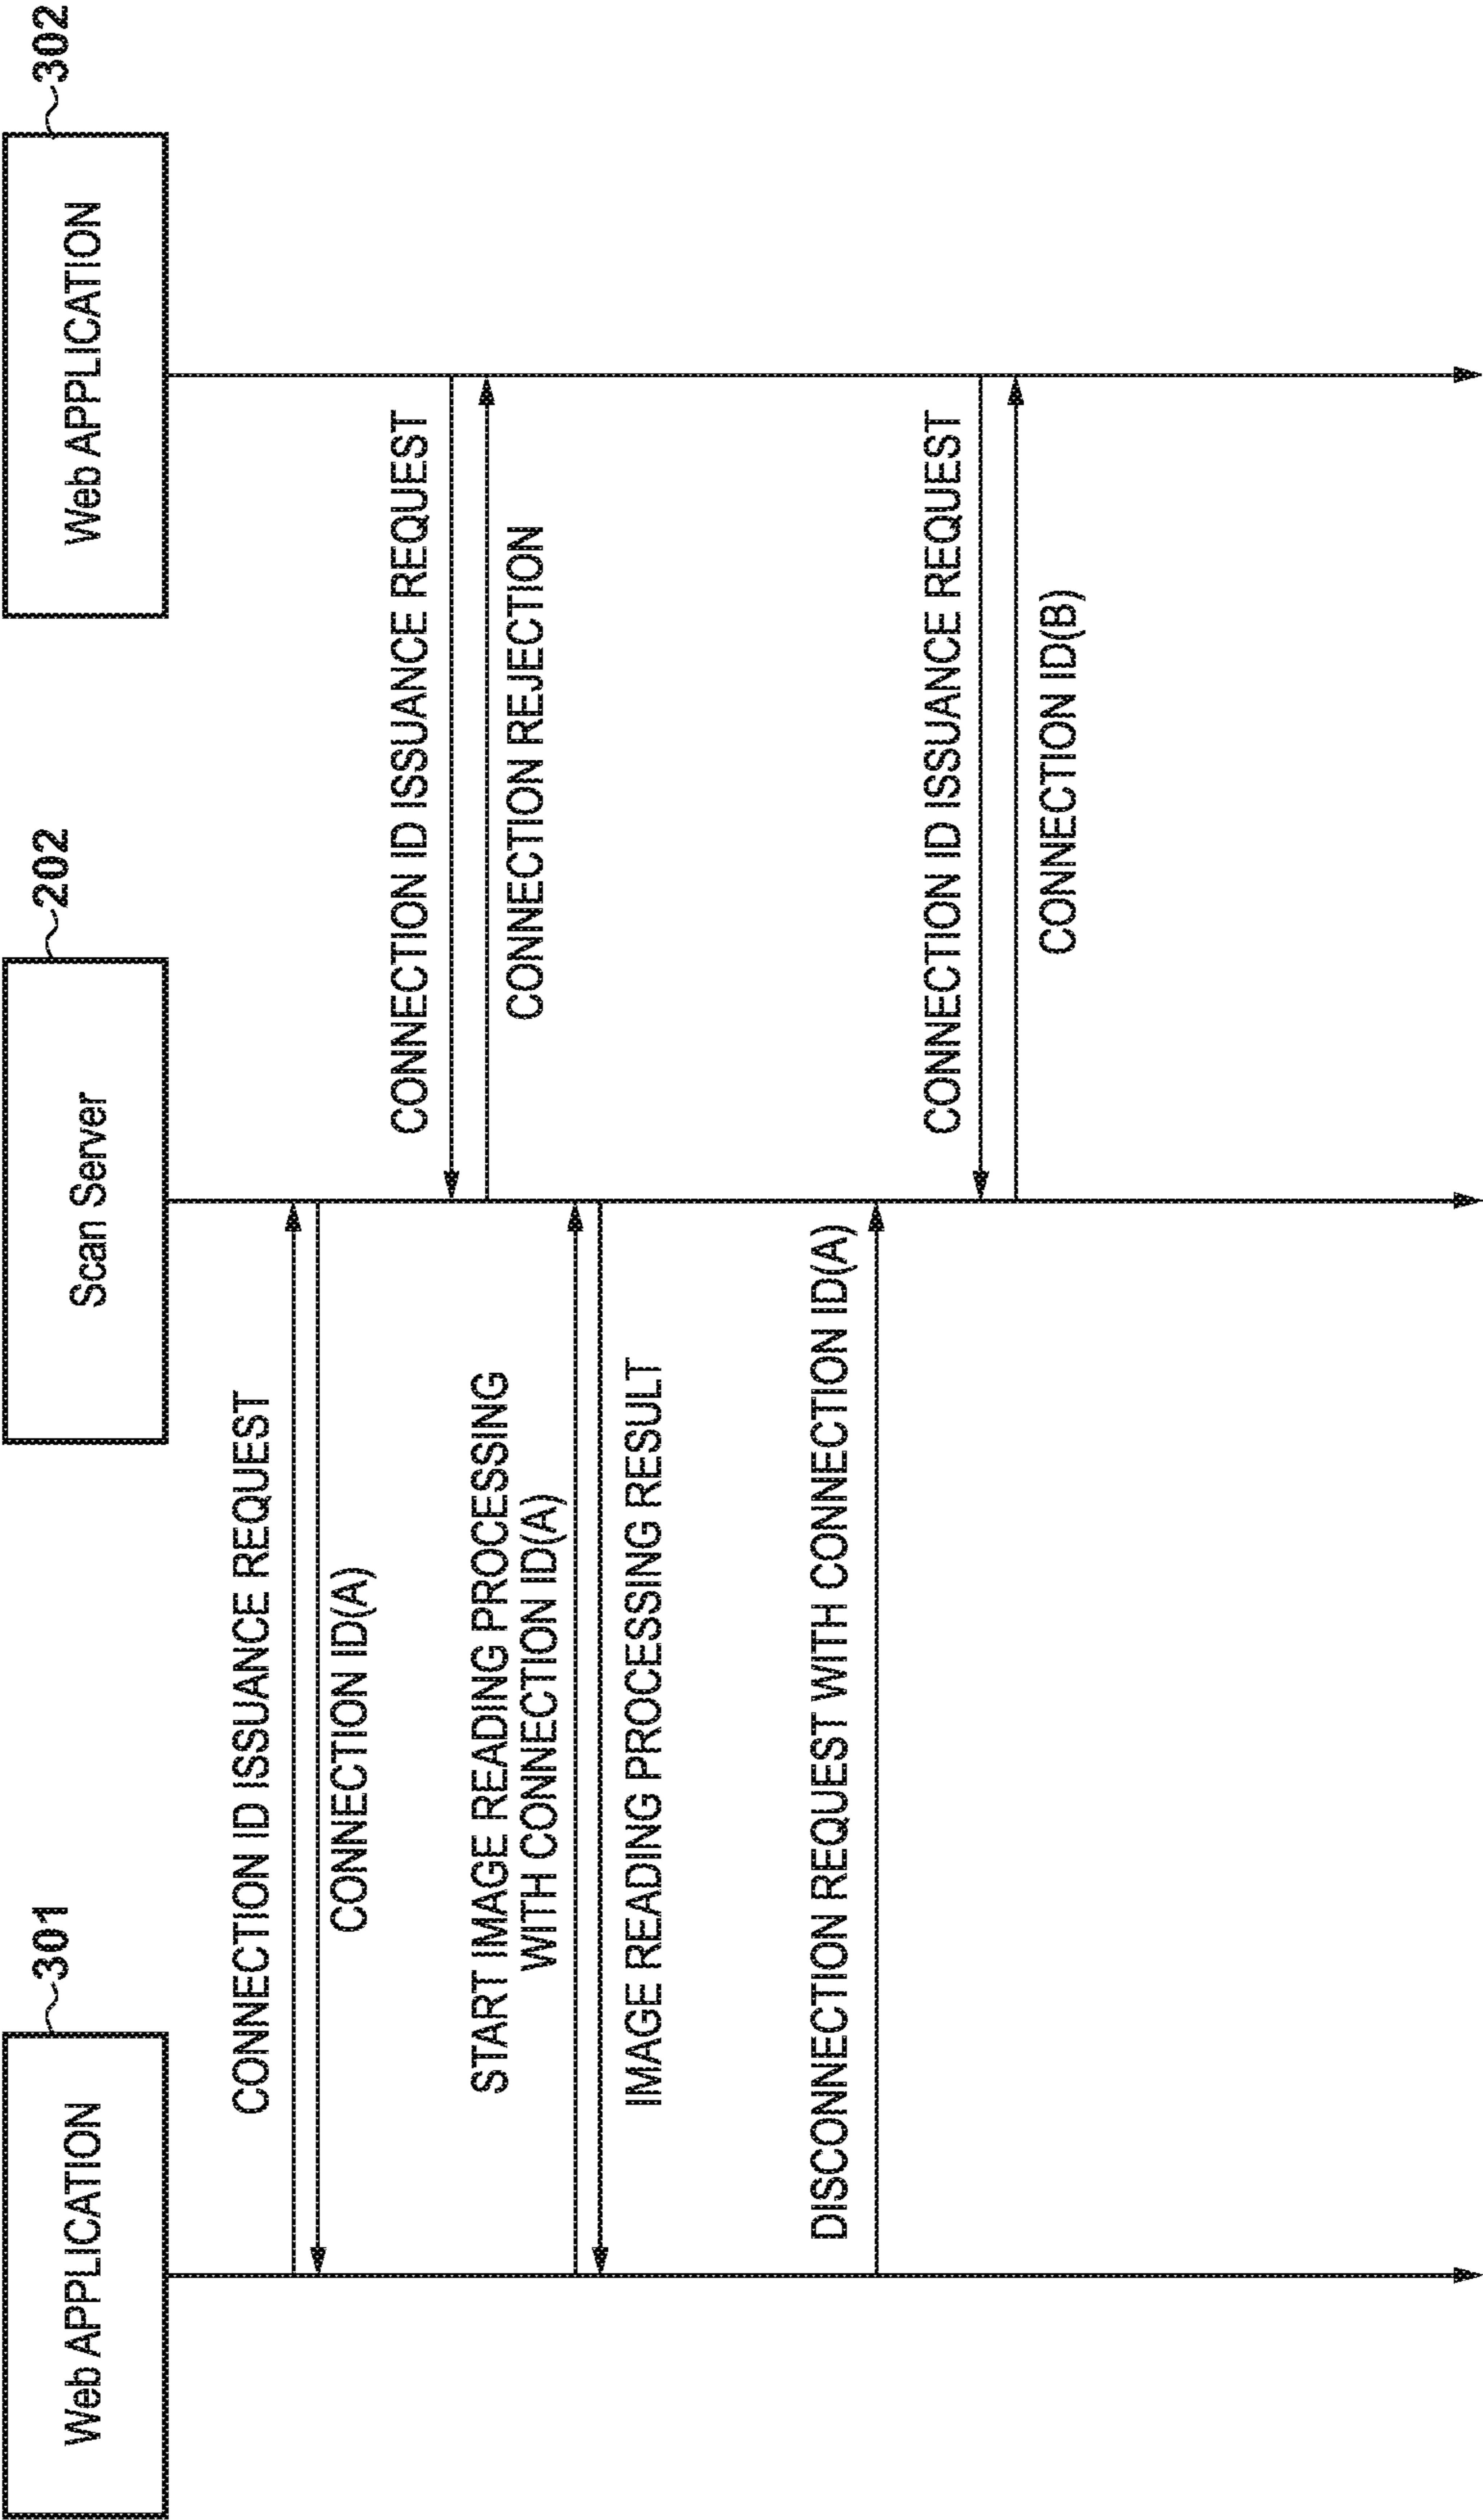 Web APPLICATION
301
Scan Server
202
Web APPLICATION
302
CONNECTION ID ISSUANCE REQUEST
CONNECTION ID(A)
CONNECTION ID ISSUANCE REQUEST
CONNECTION REJECTION
START IMAGE READING PROCESSING
WITH CONNECTION ID(A)
IMAGE READING PROCESSING RESULT
DISCONNECTION REQUEST WITH CONNECTION ID(A)
CONNECTION ID ISSUANCE REQUEST
CONNECTION ID(B)